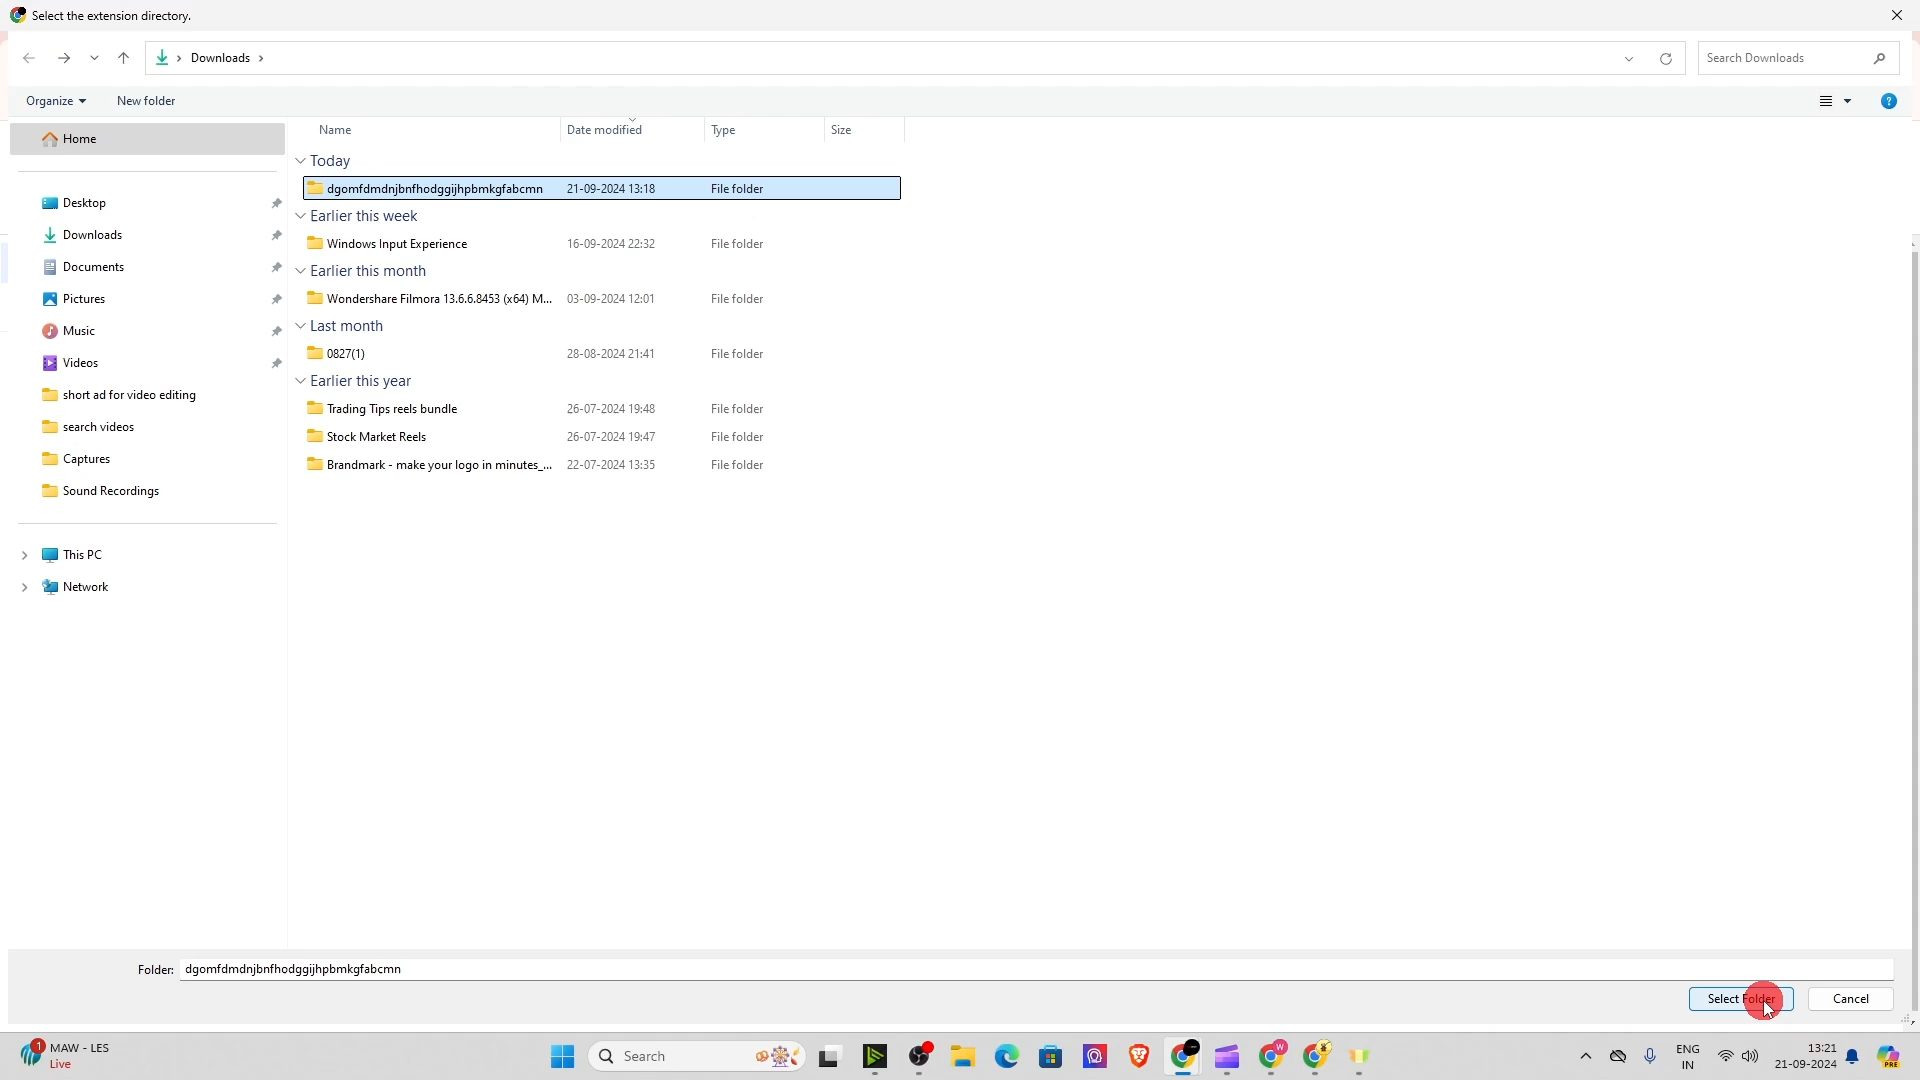 Select the extension directory.
Downloads
Search Downloads
Organize
New folder
Home
Desktop
Downloads
Documents
Pictures
Music
Videos
short ad for video editing
search videos
Captures
Sound Recordings
This PC
Network
Name Date modified Type Size
Today
dgomfdmdnjbnfhodggijhpbmkgfabcmn 21-09-2024 13:18 File folder
Earlier this week
Windows Input Experience 16-09-2024 22:32 File folder
Earlier this month
Wondershare Filmora 13.6.6.8453 (x64) M... 03-09-2024 12:01 File folder
Last month
0827(1) 28-08-2024 21:41 File folder
Earlier this year
Trading Tips reels bundle 26-07-2024 19:48 File folder
Stock Market Reels 26-07-2024 19:47 File folder
Brandmark - make your logo in minutes_... 22-07-2024 13:35 File folder
Folder: dgomfdmdnjbnfhodggijhpbmkgfabcmn
Select Folder Cancel
1
MAW - LES
Live
Search
W
ENG
IN
13:21
21-09-2024
PRE